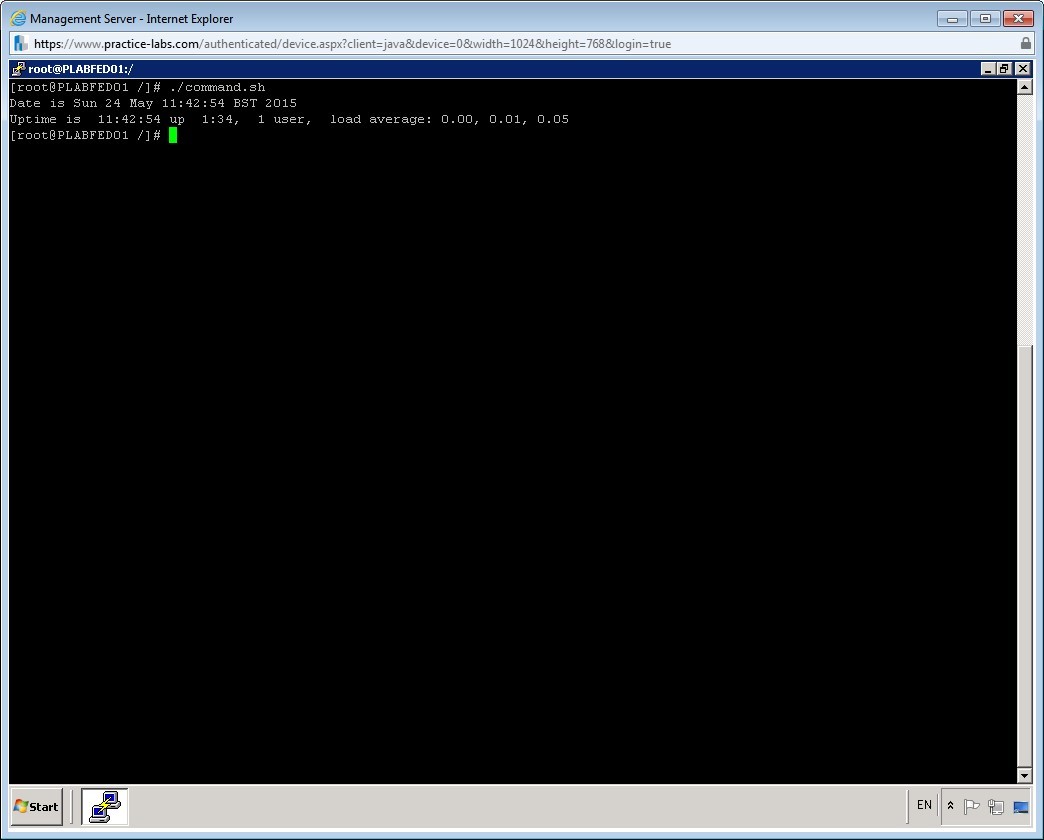 Management Server - Internet Explorer
https://www.practice-labs.com/authenticated/device.aspx?client=java&device=0&width=1024&height=768&login=true
root@PLABFED01:/
[root@PLABFED01 /]# ./command.sh
Date is Sun 24 May 11:42:54 BST 2015
Uptime is  11:42:54 up  1:34,  1 user,  load average: 0.00, 0.01, 0.05
[root@PLABFED01 /]#
Start
EN